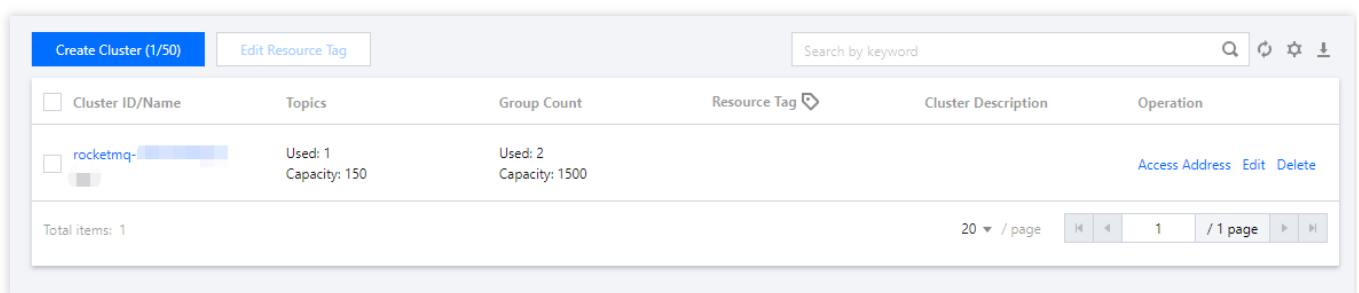 Create Cluster (1/50) Edit Resource Tag Search by keyword
Cluster ID/Name Topics Group Count Resource Tag Cluster Description Operation
rocketmq- Used: 1 Used: 2
Capacity: 150 Capacity: 1500
Access Address Edit Delete
Total items: 1 20 / page 1 / 1 page